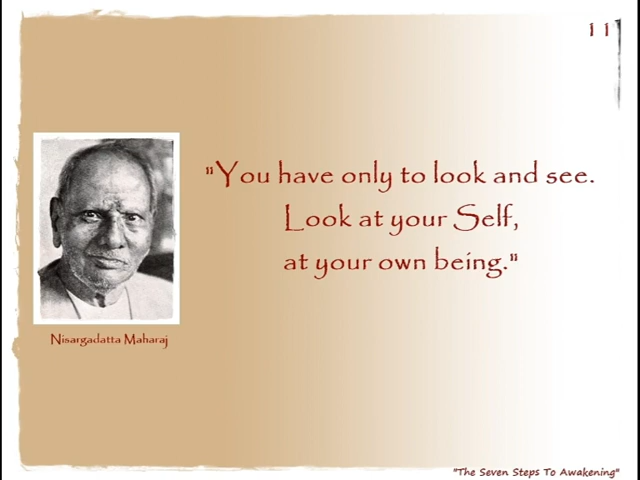 11
"You have only to look and see.
Look at your Self,
at your own being."
Nisargadatta Maharaj
"The Seven Steps To Awakening"